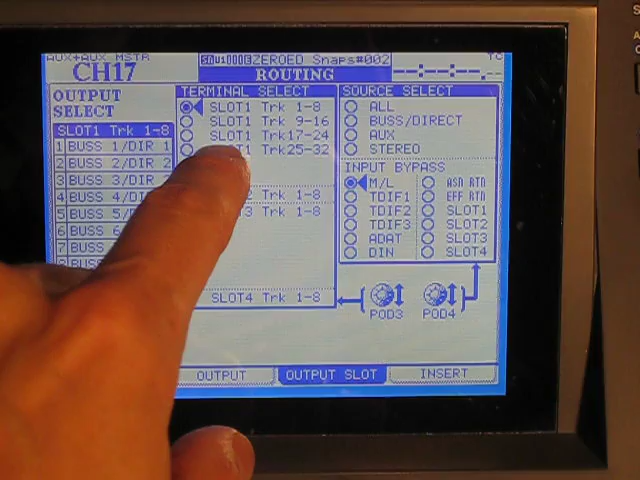 AUX+AUX MSTR
CH17
ZEROED Snaps#002
TC
ROUTING
--:--:--.--
OUTPUT
SELECT
SLOT1 Trk 1-8
1 BUSS 1/DIR 1
2 BUSS 2/DIR 2
3 BUSS 3/DIR
4 BUSS 4/DIR
5 BUSS 5/
6 BUSS 6
7 BUSS
8 BUSS
TERMINAL SELECT
SLOT1 Trk 1-8
SLOT1 Trk 9-16
SLOT1 Trk17-24
Trk25-32
Trk 1-8
Trk 1-8
SLOT4 Trk 1-8
SOURCE SELECT
ALL
BUSS/DIRECT
AUX
STEREO
INPUT BYPASS
M/L
TDIF1
TDIF2
TDIF3
ADAT
DIN
ASN RTN
EFF RTN
SLOT1
SLOT2
SLOT3
SLOT4
POD3
POD4
OUTPUT
OUTPUT SLOT
INSERT